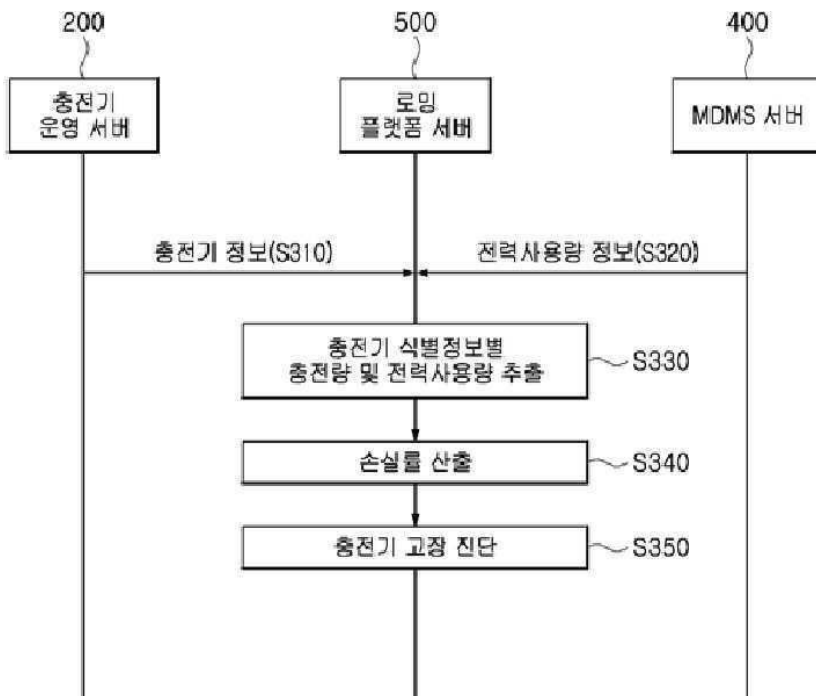 200
500
400
충전기
운영 서버
로밍
플랫폼 서버
MDMS 서버
충전기 정보(S310)
전력사용량 정보(S320)
충전기 식별정보별
충전량 및 전력사용량 추출
S330
손실률 산출
S340
충전기 고장 진단
S350